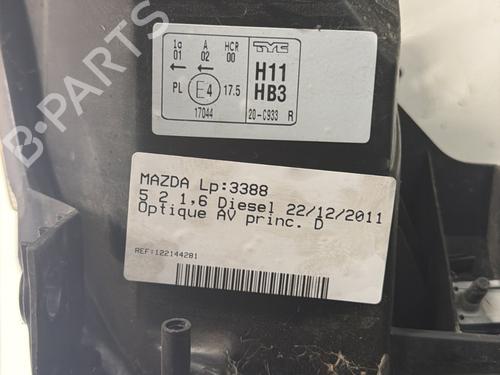 1a A HCR TYC
01 02 00 H11
← ← HB3
PL E4 17.5
17044 20-C933 R
MAZDA Lp:3388
5 2 1,6 Diesel 22/12/2011
Optique AV princ. D
REF:122144281
B-PARTS